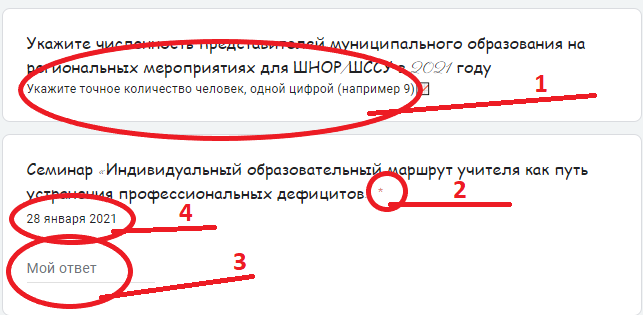 Укажите численность представителей муниципального образования на
региональных мероприятиях для ШНОР/ШССУ в 2021 году
Укажите точное количество человек, одной цифрой (например 9)
1
Семинар «Индивидуальный образовательный маршрут учителя как путь
устранения профессиональных дефицитов *
2
28 января 2021
4
Мой ответ
3